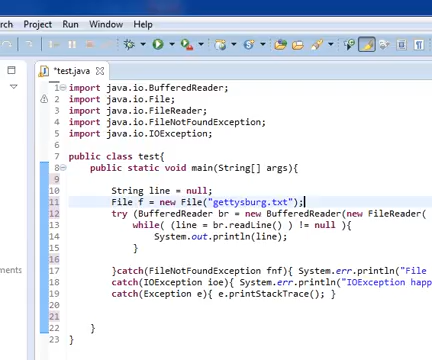 rch Project Run Window Help
*test.java
1 import java.io.BufferedReader;
2 import java.io.File;
3 import java.io.FileReader;
4 import java.io.FileNotFoundException;
5 import java.io.IOException;
6
7 public class test{
8 public static void main(String[] args){
9
10 String line = null;
11 File f = new File("gettysburg.txt");
12 try (BufferedReader br = new BufferedReader(new FileReader(
13 while( (line = br.readLine() ) != null ){
14 System.out.println(line);
15 }
16
17 }catch(FileNotFoundException fnf){ System.err.println("File
18 catch(IOException ioe){ System.err.println("IOException happ
19 catch(Exception e){ e.printStackTrace(); }
20
21
22 }
23 }
ements